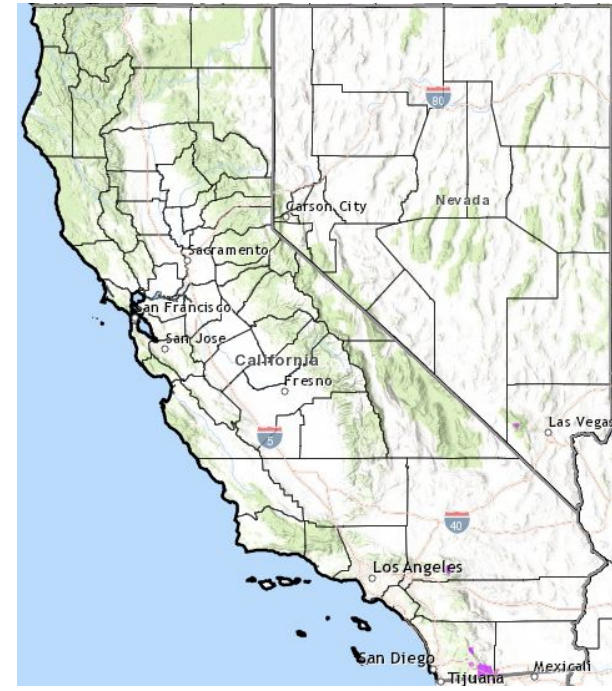 80
Carson City
Nevada
Sacramento
San Francisco
San Jose
California
Fresno
Las Vegas
5
40
Los Angeles
San Diego
Mexicali
Tijuana